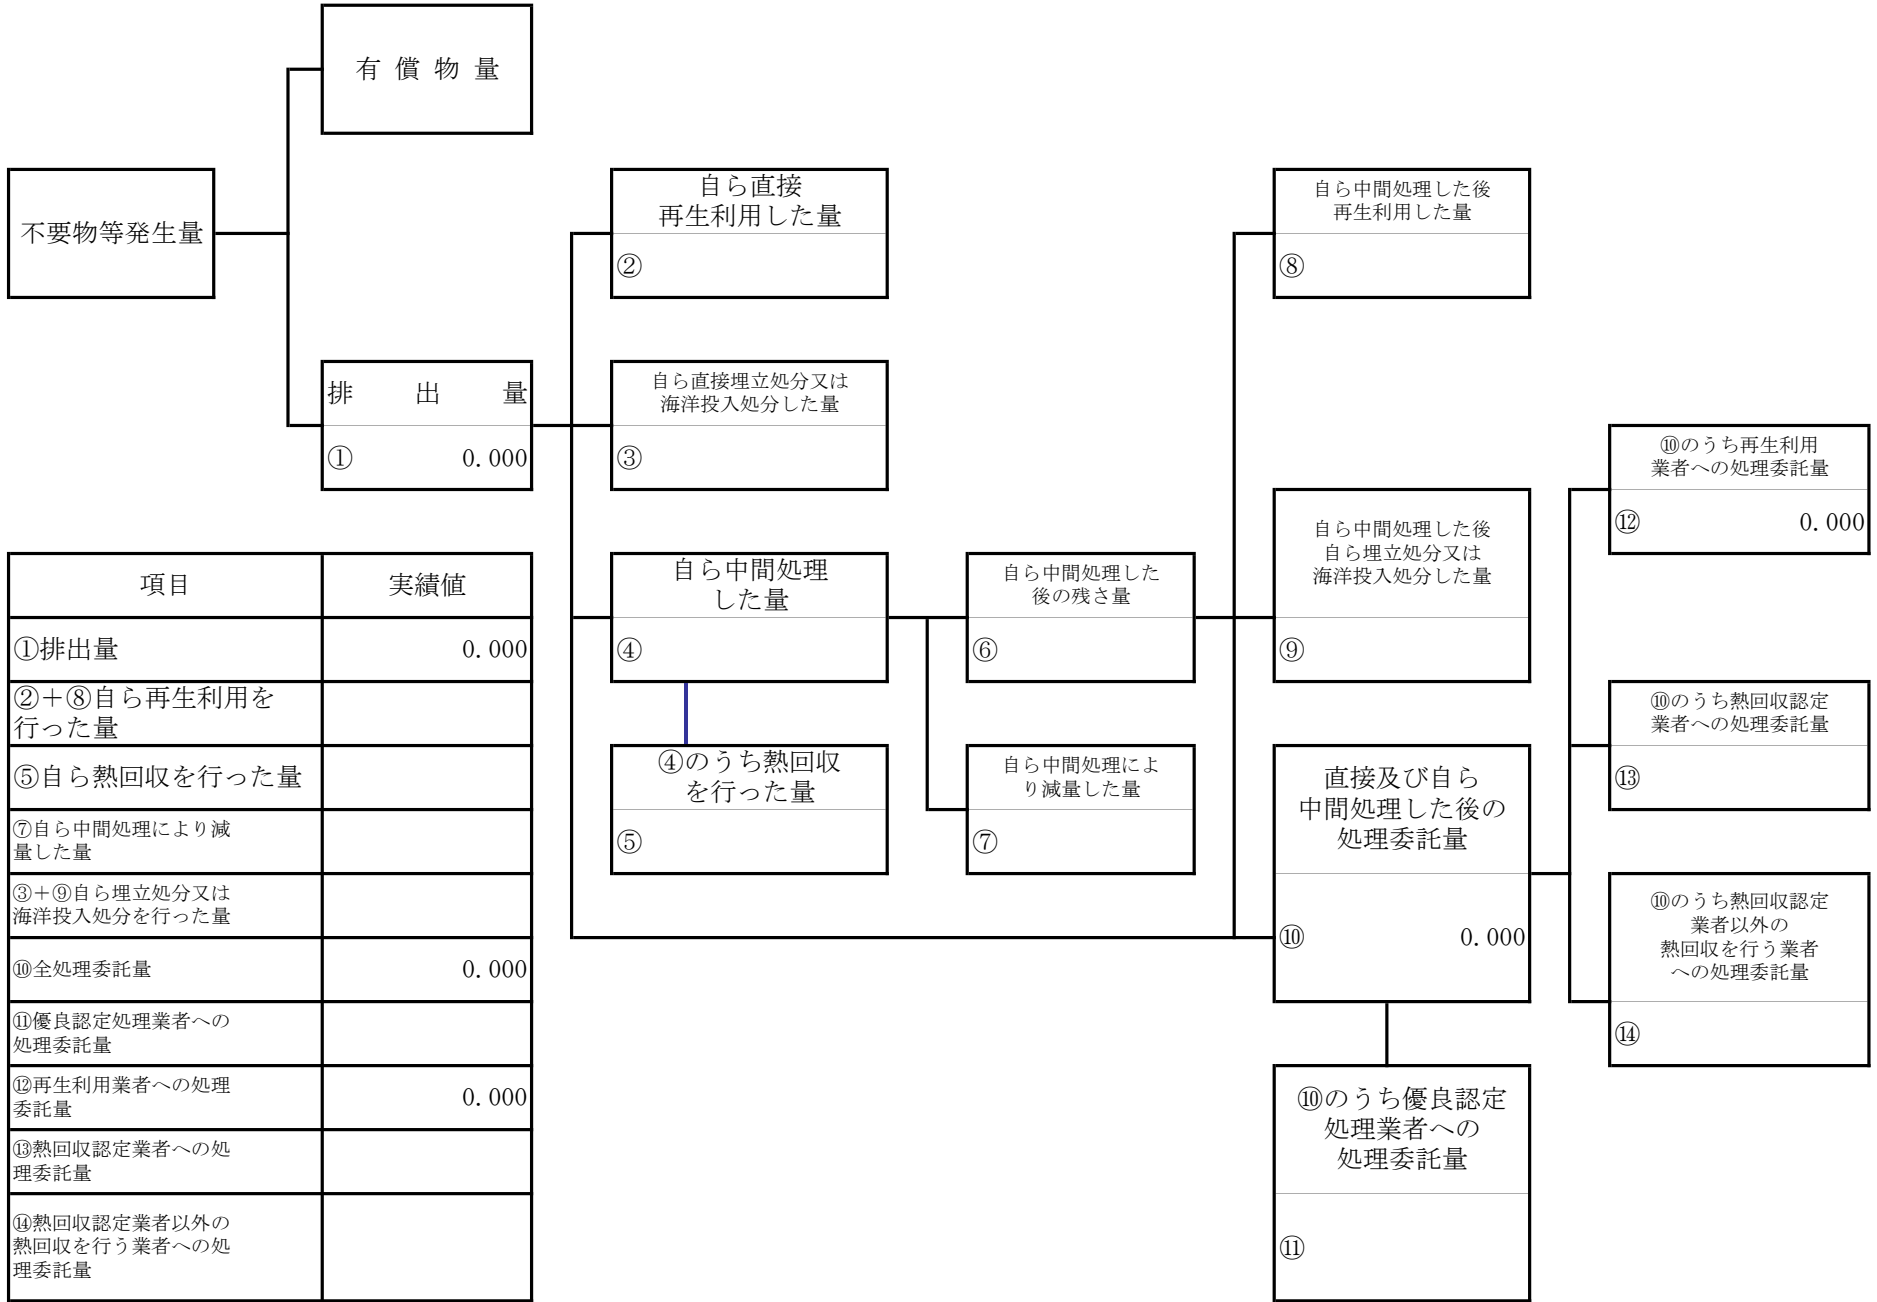 有償物量
不要物等発生量
自ら直接
再生利用した量
②
自ら中間処理した後
再生利用した量
⑧
排出量
① 0.000
自ら直接埋立処分又は
海洋投入処分した量
③
⑩のうち再生利用
業者への処理委託量
⑫ 0.000
自ら中間処理した後
自ら埋立処分又は
海洋投入処分した量
⑨
自ら中間処理
した量
④
自ら中間処理した
後の残さ量
⑥
⑩のうち熱回収認定
業者への処理委託量
⑬
④のうち熱回収
を行った量
⑤
自ら中間処理によ
り減量した量
⑦
直接及び自ら
中間処理した後の
処理委託量
⑩ 0.000
⑩のうち熱回収認定
業者以外の
熱回収を行う業者
への処理委託量
⑭
⑩のうち優良認定
処理業者への
処理委託量
⑪
項目 実績値
①排出量 0.000
②+⑧自ら再生利用を
行った量
⑤自ら熱回収を行った量
⑦自ら中間処理により減
量した量
③+⑨自ら埋立処分又は
海洋投入処分を行った量
⑩全処理委託量 0.000
⑪優良認定処理業者への
処理委託量
⑫再生利用業者への処理
委託量 0.000
⑬熱回収認定業者への処
理委託量
⑭熱回収認定業者以外の
熱回収を行う業者への処
理委託量